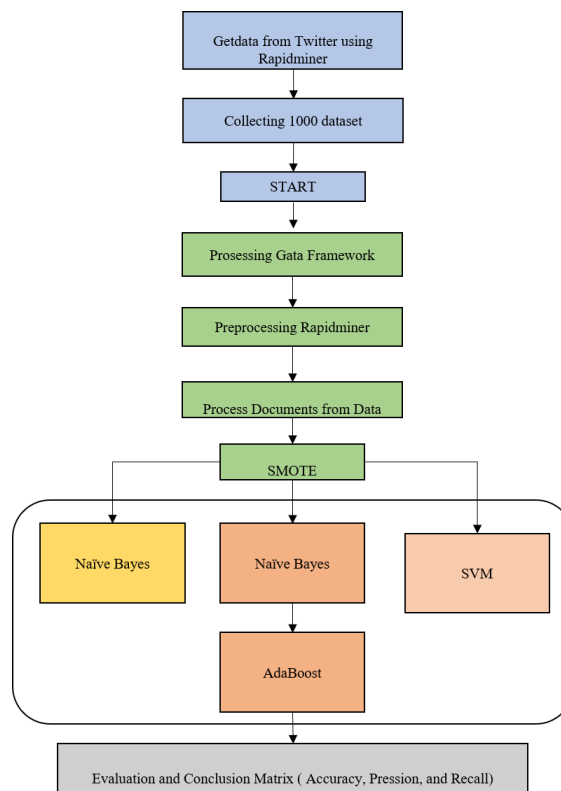 Getdata from Twitter using
Rapidminer
Collecting 1000 dataset
START
Prosessing Gata Framework
Preprocessing Rapidminer
Process Documents from Data
SMOTE
Naïve Bayes
Naïve Bayes
SVM
AdaBoost
Evaluation and Conclusion Matrix ( Accuracy, Pression, and Recall)